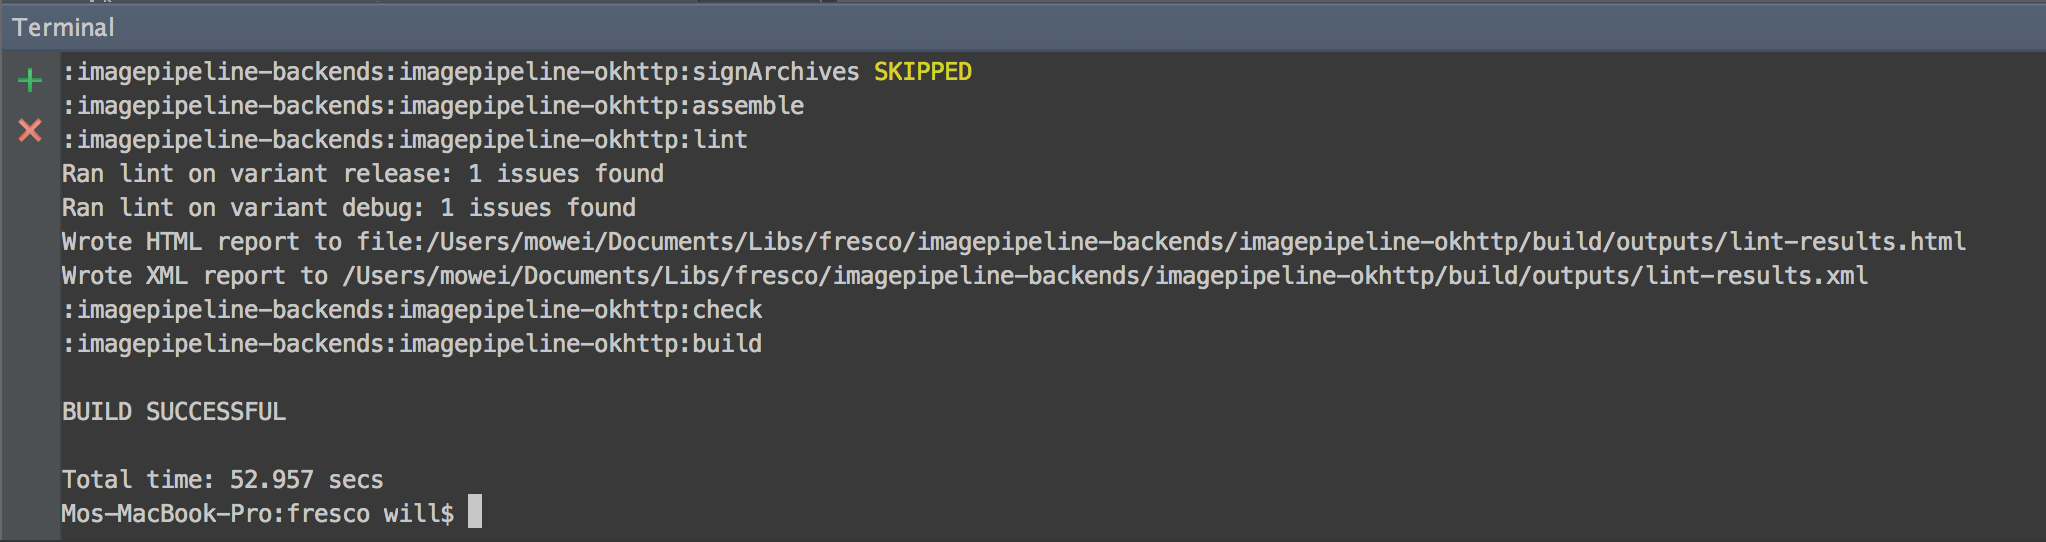 Terminal
:imagepipeline-backends:imagepipeline-okhttp:signArchives SKIPPED
:imagepipeline-backends:imagepipeline-okhttp:assemble
:imagepipeline-backends:imagepipeline-okhttp:lint
Ran lint on variant release: 1 issues found
Ran lint on variant debug: 1 issues found
Wrote HTML report to file:/Users/mowei/Documents/Libs/fresco/imagepipeline-backends/imagepipeline-okhttp/build/outputs/lint-results.html
Wrote XML report to /Users/mowei/Documents/Libs/fresco/imagepipeline-backends/imagepipeline-okhttp/build/outputs/lint-results.xml
:imagepipeline-backends:imagepipeline-okhttp:check
:imagepipeline-backends:imagepipeline-okhttp:build
BUILD SUCCESSFUL
Total time: 52.957 secs
Mos-MacBook-Pro:fresco will$